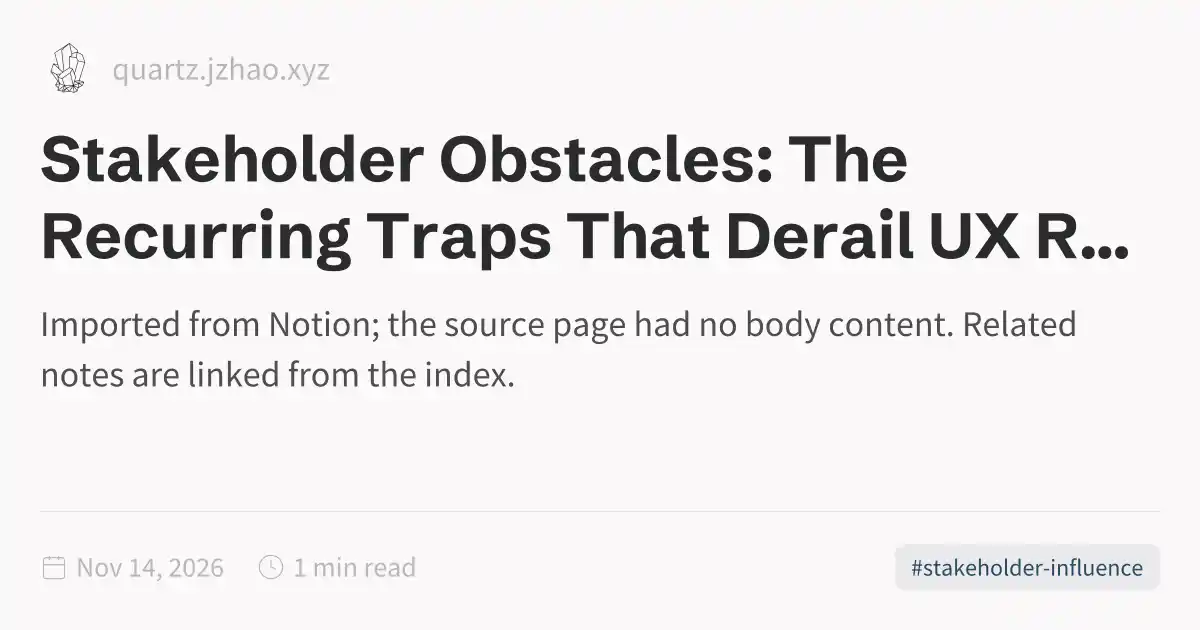 quartz.jzhao.xyz
Stakeholder Obstacles: The
Recurring Traps That Derail UX R...
Imported from Notion; the source page had no body content. Related
notes are linked from the index.
Nov 14, 2026
1 min read
#stakeholder-influence